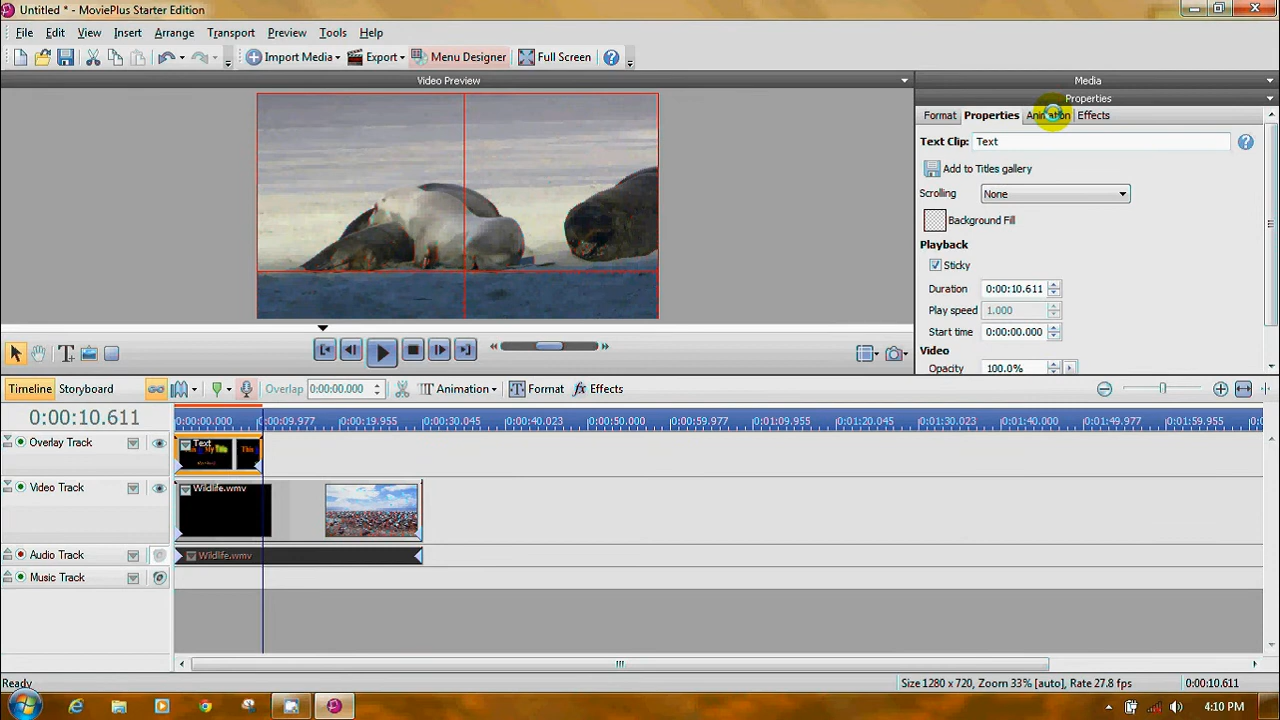 Untitled * - MoviePlus Starter Edition
File Edit View Insert Arrange Transport Preview Tools Help
Import Media Export Menu Designer Full Screen
Video Preview
Media
Properties
Format Properties Animation Effects
Text Clip: Text
Add to Titles gallery
Scrolling None
Background Fill
Playback
Sticky
Duration 0:00:10.611
Play speed 1.000
Start time 0:00:00.000
Video
Opacity 100.0%
Timeline Storyboard Overlap 0:00:00.000 Animation Format Effects
0:00:10.611
0:00:00.000 0:00:09.977 0:00:19.955 0:00:30.045 0:00:40.023 0:00:50.000 0:00:59.977 0:01:09.955 0:01:20.045 0:01:30.023 0:01:40.000 0:01:49.977 0:01:59.955
Overlay Track
Text
My Title
This
Video Track
Wildlife.wmv
Audio Track
Wildlife.wmv
Music Track
Ready
Size 1280 x 720, Zoom 33% [auto], Rate 27.8 fps
0:00:10.611
4:10 PM